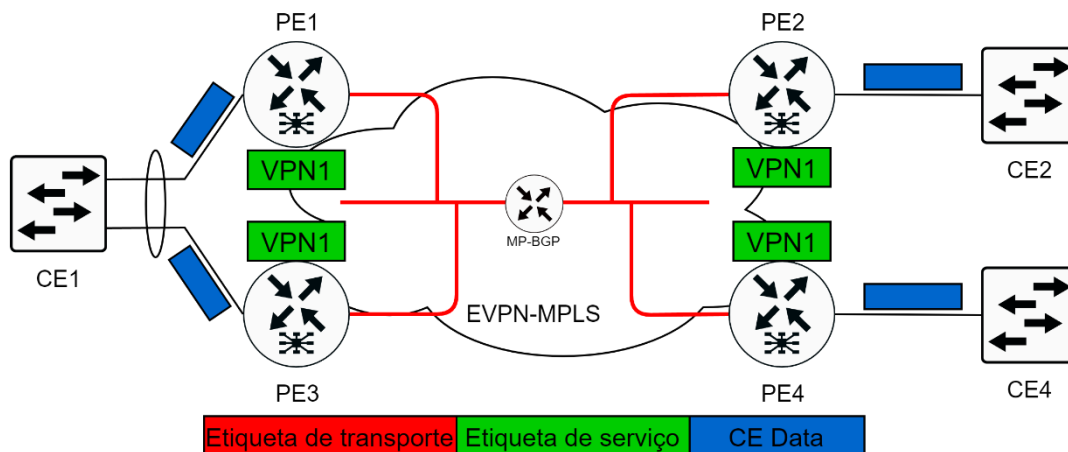 PE1
PE2
VPN1
VPN1
CE1
MP-BGP
CE2
VPN1
VPN1
EVPN-MPLS
PE3
PE4
CE4
Etiqueta de transporte
Etiqueta de serviço
CE Data